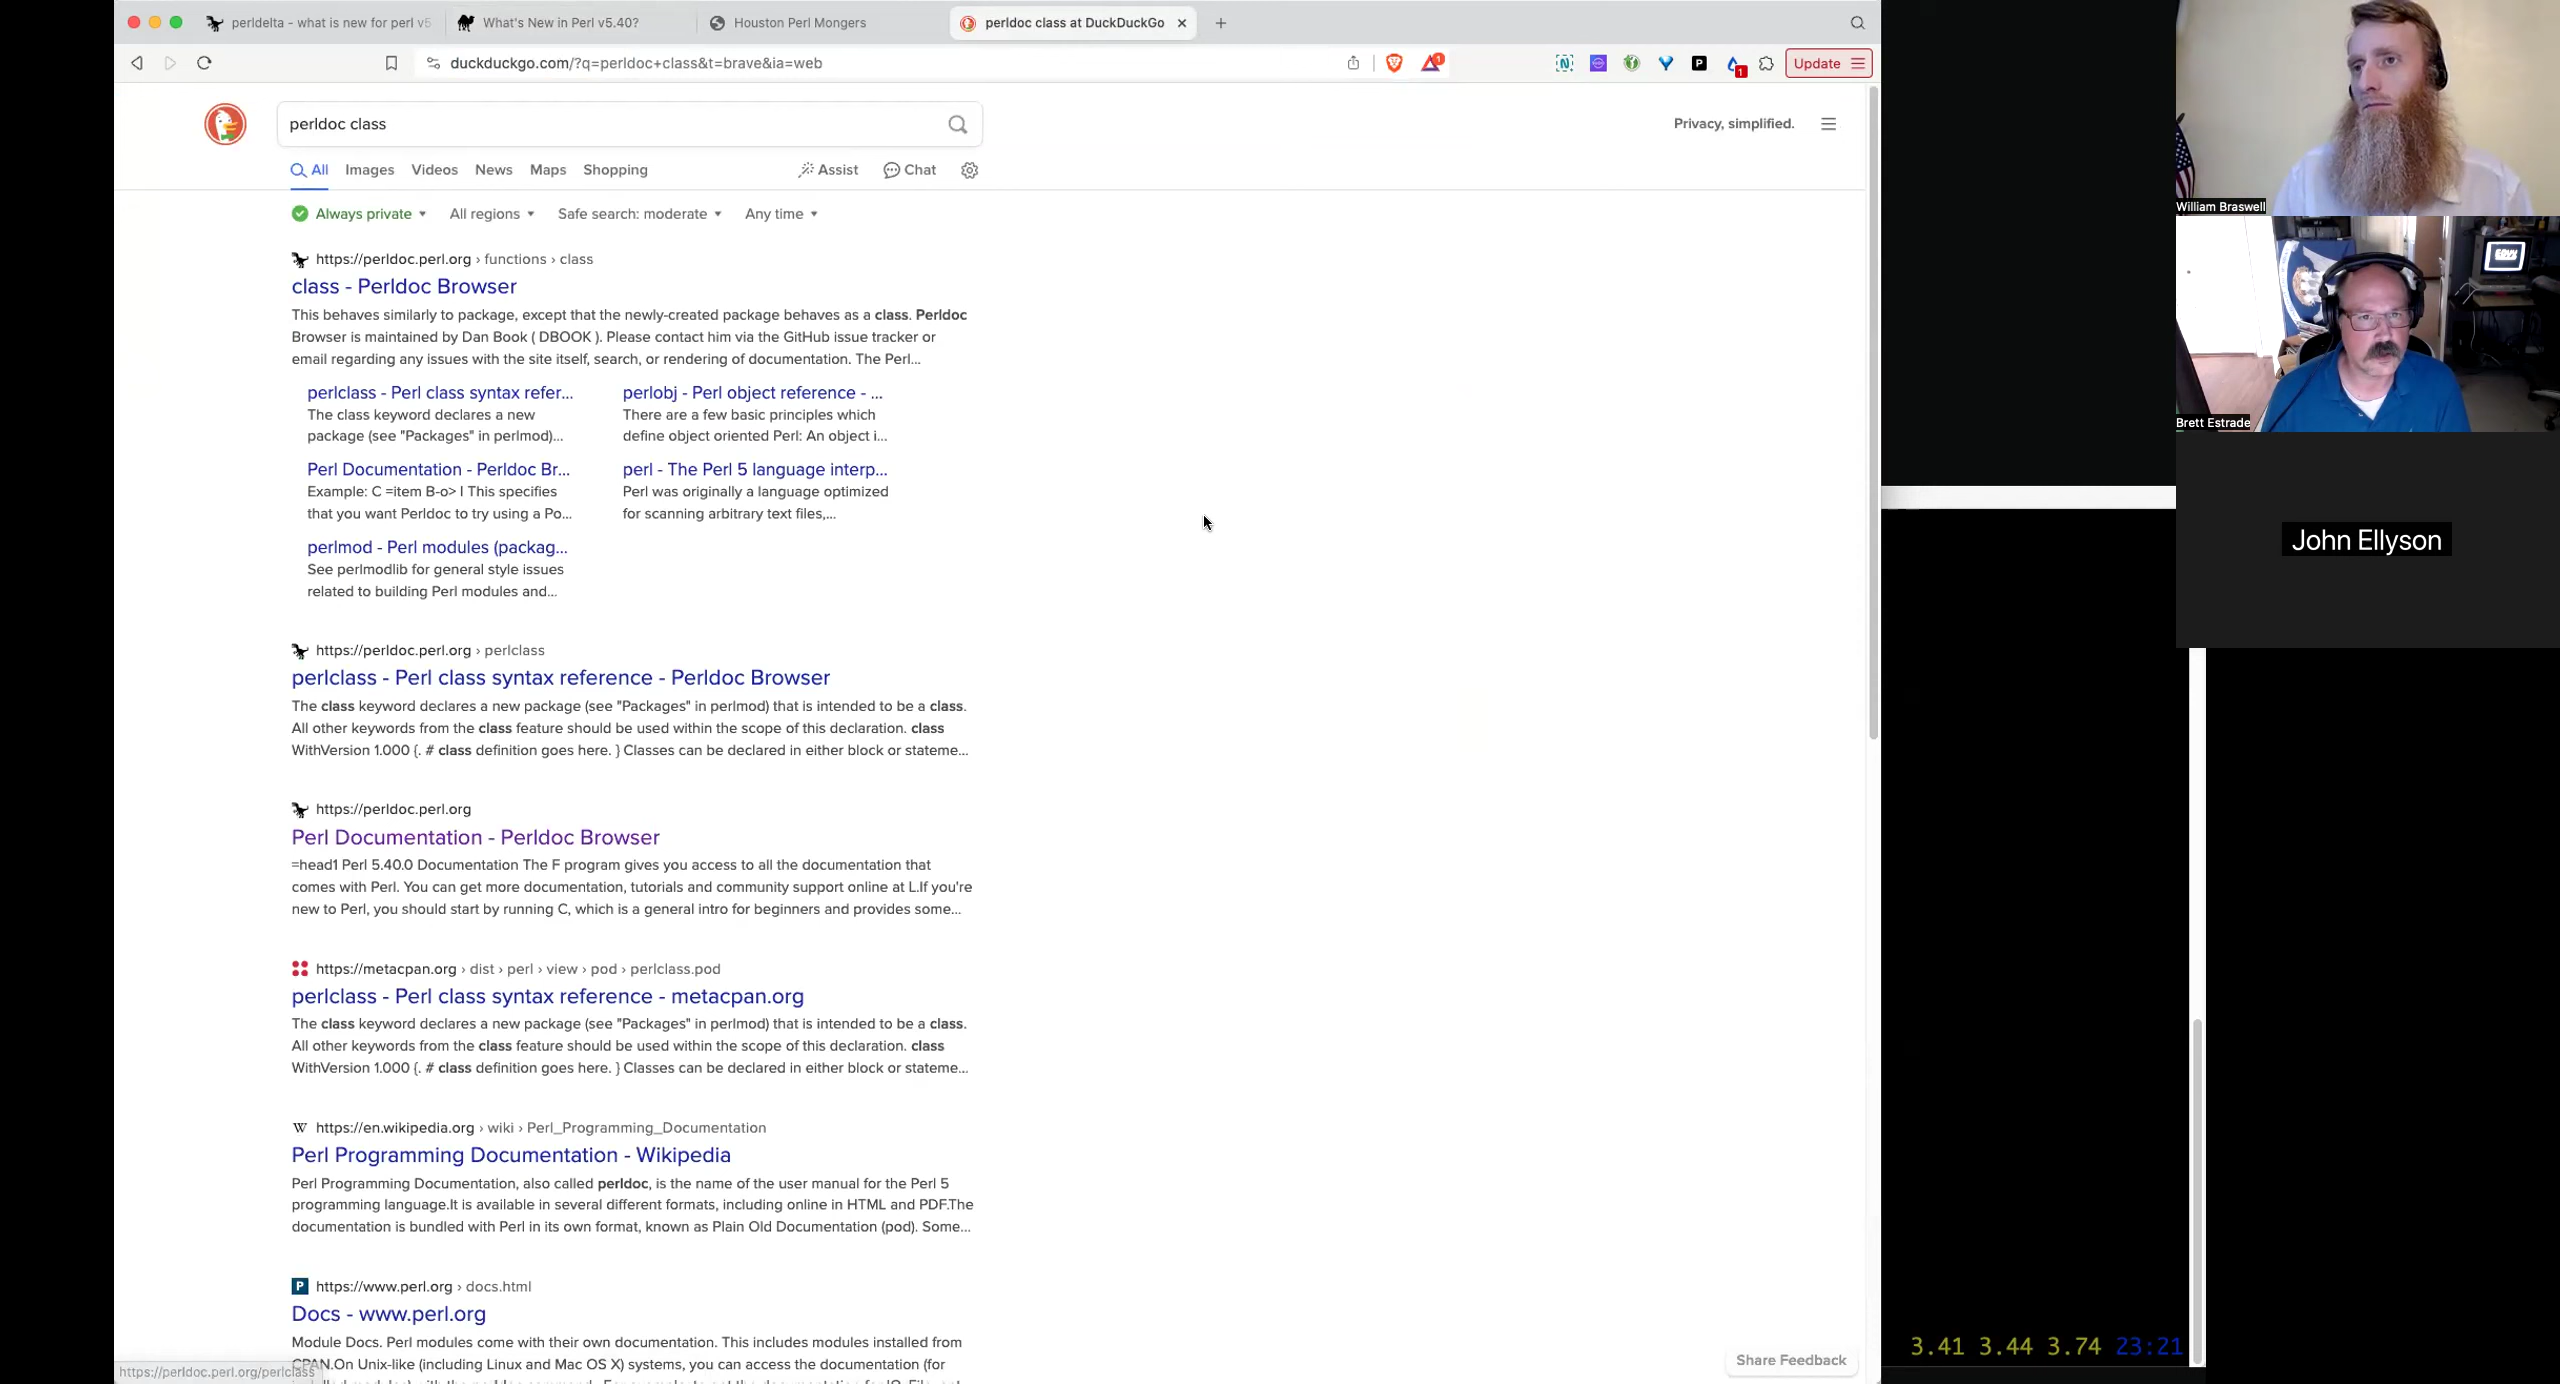 perldelta - what is new for perl v5
What's New in Perl v5.40?
Houston Perl Mongers
perldoc class at DuckDuckGo
duckduckgo.com/?q=perldoc+class&t=brave&ia=web
1
N
P
1
Update
perldoc class
Privacy, simplified.
All
Images
Videos
News
Maps
Shopping
Assist
Chat
Always private
All regions
Safe search: moderate
Any time
https://perldoc.perl.org › functions › class
class - Perldoc Browser
This behaves similarly to package, except that the newly-created package behaves as a class. Perldoc
Browser is maintained by Dan Book ( DBOOK ). Please contact him via the GitHub issue tracker or
email regarding any issues with the site itself, search, or rendering of documentation. The Perl...
perlclass - Perl class syntax refer...
The class keyword declares a new
package (see "Packages" in perlmod)...
perlobj - Perl object reference - ...
There are a few basic principles which
define object oriented Perl: An object i...
Perl Documentation - Perldoc Br...
Example: C =item B-o> I This specifies
that you want Perldoc to try using a Po...
perl - The Perl 5 language interp...
Perl was originally a language optimized
for scanning arbitrary text files,...
perlmod - Perl modules (packag...
See perlmodlib for general style issues
related to building Perl modules and...
https://perldoc.perl.org › perlclass
perlclass - Perl class syntax reference - Perldoc Browser
The class keyword declares a new package (see "Packages" in perlmod) that is intended to be a class.
All other keywords from the class feature should be used within the scope of this declaration. class
WithVersion 1.000 {. # class definition goes here. } Classes can be declared in either block or stateme...
https://perldoc.perl.org
Perl Documentation - Perldoc Browser
=head1 Perl 5.40.0 Documentation The F program gives you access to all the documentation that
comes with Perl. You can get more documentation, tutorials and community support online at L.If you're
new to Perl, you should start by running C, which is a general intro for beginners and provides some...
https://metacpan.org › dist › perl › view › pod › perlclass.pod
perlclass - Perl class syntax reference - metacpan.org
The class keyword declares a new package (see "Packages" in perlmod) that is intended to be a class.
All other keywords from the class feature should be used within the scope of this declaration. class
WithVersion 1.000 {. # class definition goes here. } Classes can be declared in either block or stateme...
W https://en.wikipedia.org › wiki › Perl_Programming_Documentation
Perl Programming Documentation - Wikipedia
Perl Programming Documentation, also called perldoc, is the name of the user manual for the Perl 5
programming language.It is available in several different formats, including online in HTML and PDF.The
documentation is bundled with Perl in its own format, known as Plain Old Documentation (pod). Some...
P https://www.perl.org › docs.html
Docs - www.perl.org
Module Docs. Perl modules come with their own documentation. This includes modules installed from
CPAN.On Unix-like (including Linux and Mac OS X) systems, you can access the documentation (for
https://perldoc.perl.org/perlclass
Share Feedback
William Braswell
Brett Estrade
John Ellyson
3.41 3.44 3.74 23:21